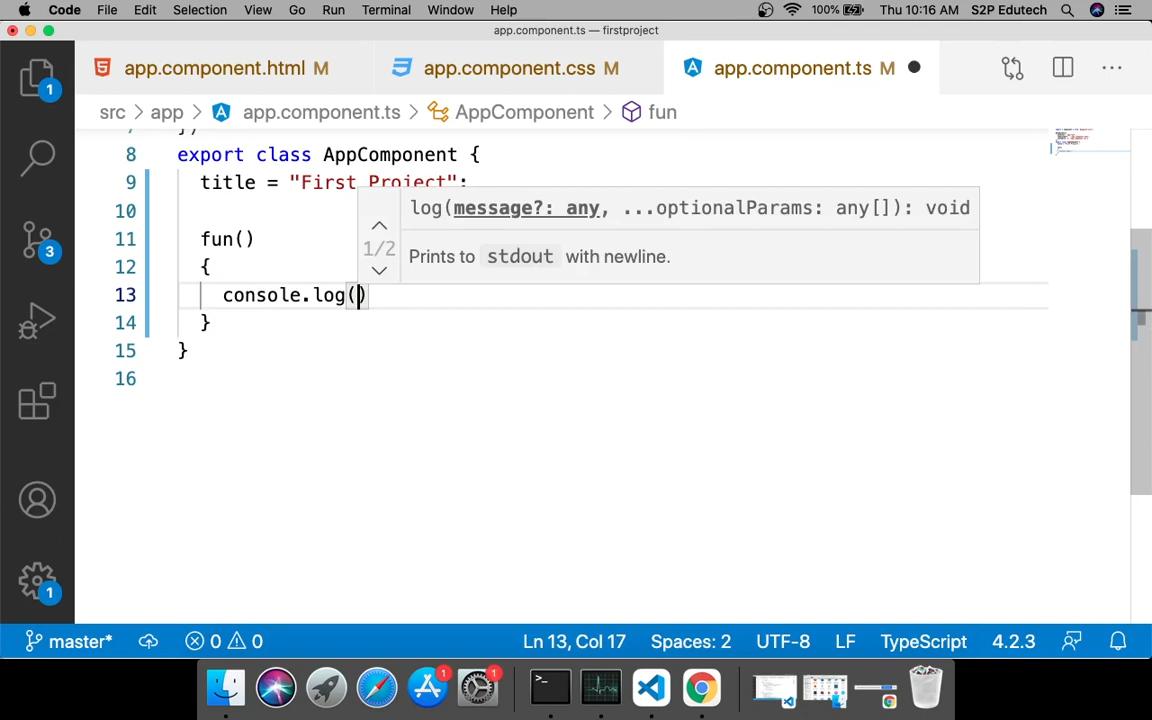 Code File Edit Selection View Go Run Terminal Window Help 100% Thu 10:16 AM S2P Edutech
app.component.ts — firstproject
app.component.html M app.component.css M app.component.ts M
src > app > app.component.ts > AppComponent > fun
8 export class AppComponent {
9 title = "First Project";
10
11 fun()
12 {
13 console.log()
14 }
15 }
16
log(message?: any, ...optionalParams: any[]): void
1/2
Prints to stdout with newline.
1
3
1
master* 0 0 Ln 13, Col 17 Spaces: 2 UTF-8 LF TypeScript 4.2.3
1 1